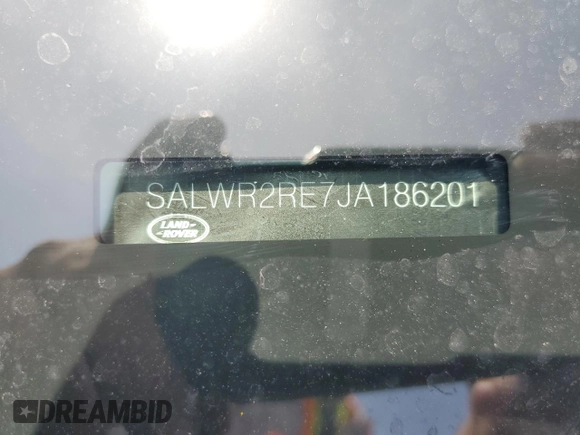 SALWR2RE7JA186201
LAND-
-ROVER
DREAMBID